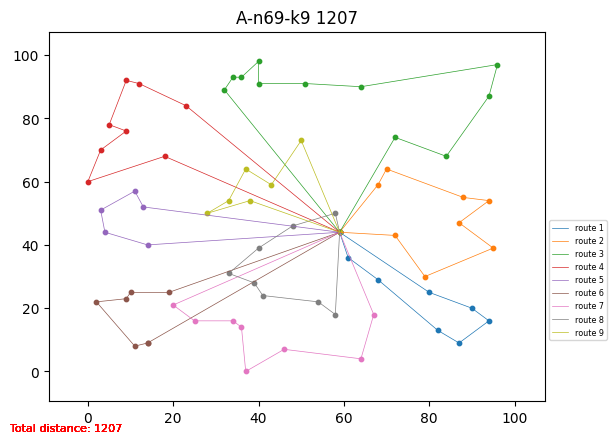 A-n69-k9 1207
100
80
60
40
20
0
0 20 40 60 80 100
route 1
route 2
route 3
route 4
route 5
route 6
route 7
route 8
route 9
Total distance: 1207